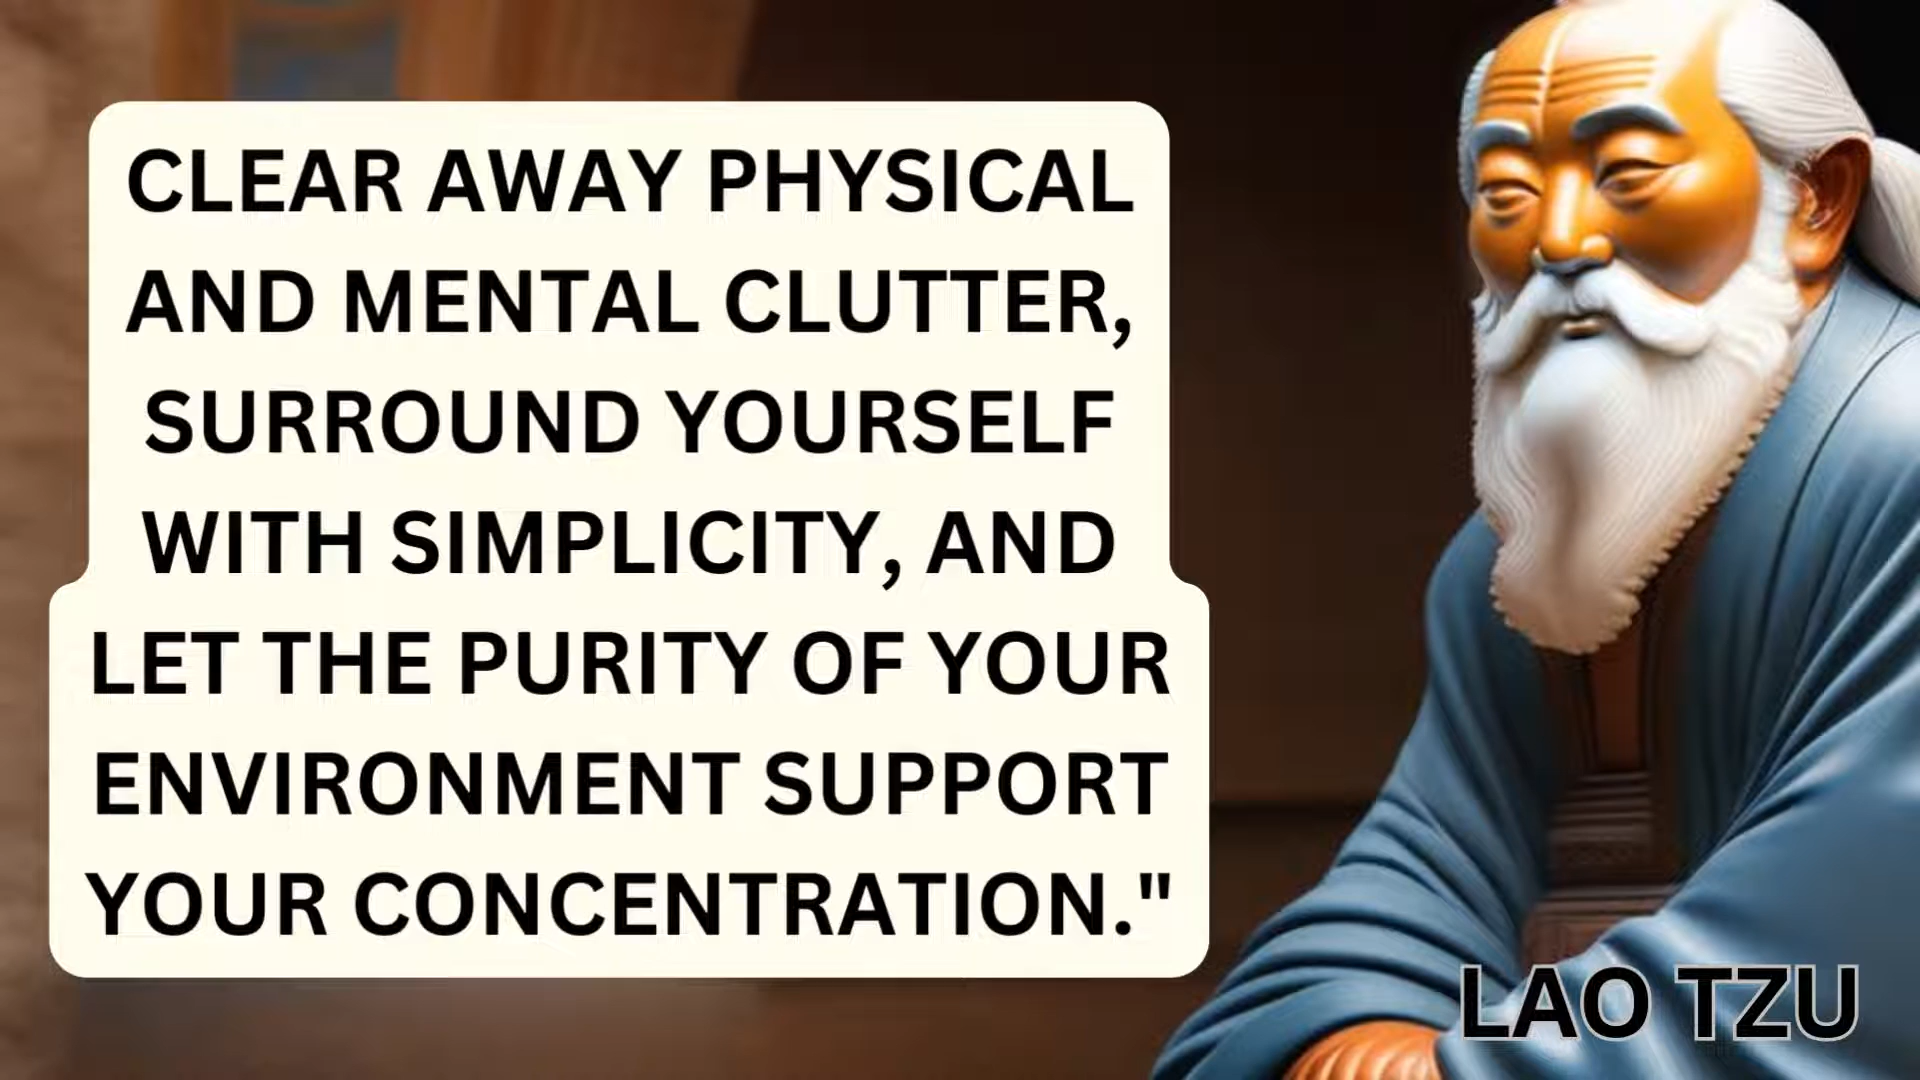 CLEAR AWAY PHYSICAL
AND MENTAL CLUTTER,
SURROUND YOURSELF
WITH SIMPLICITY, AND
LET THE PURITY OF YOUR
ENVIRONMENT SUPPORT
YOUR CONCENTRATION."
LAO TZU